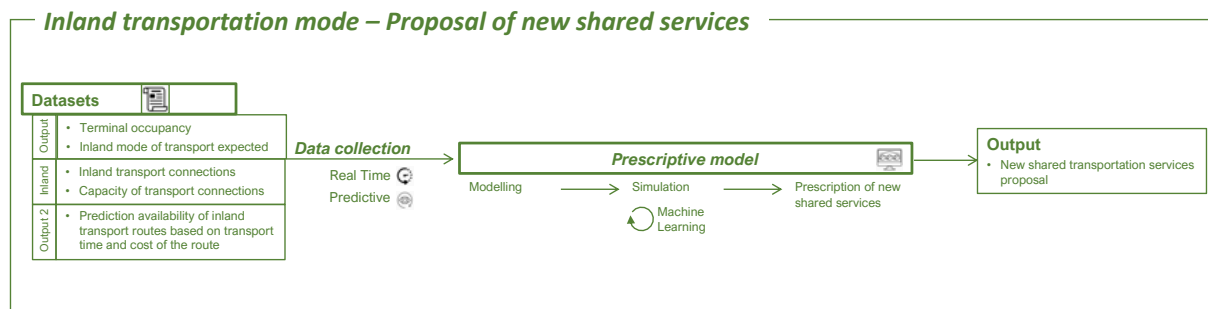 Inland transportation mode – Proposal of new shared services
Datasets
Output
• Terminal occupancy
• Inland mode of transport expected
Inland
• Inland transport connections
• Capacity of transport connections
Output 2
• Prediction availability of inland
transport routes based on transport
time and cost of the route
Data collection
Real Time
Predictive
Prescriptive model
Modelling
Simulation
Prescription of new
shared services
Machine
Learning
Output
• New shared transportation services
proposal